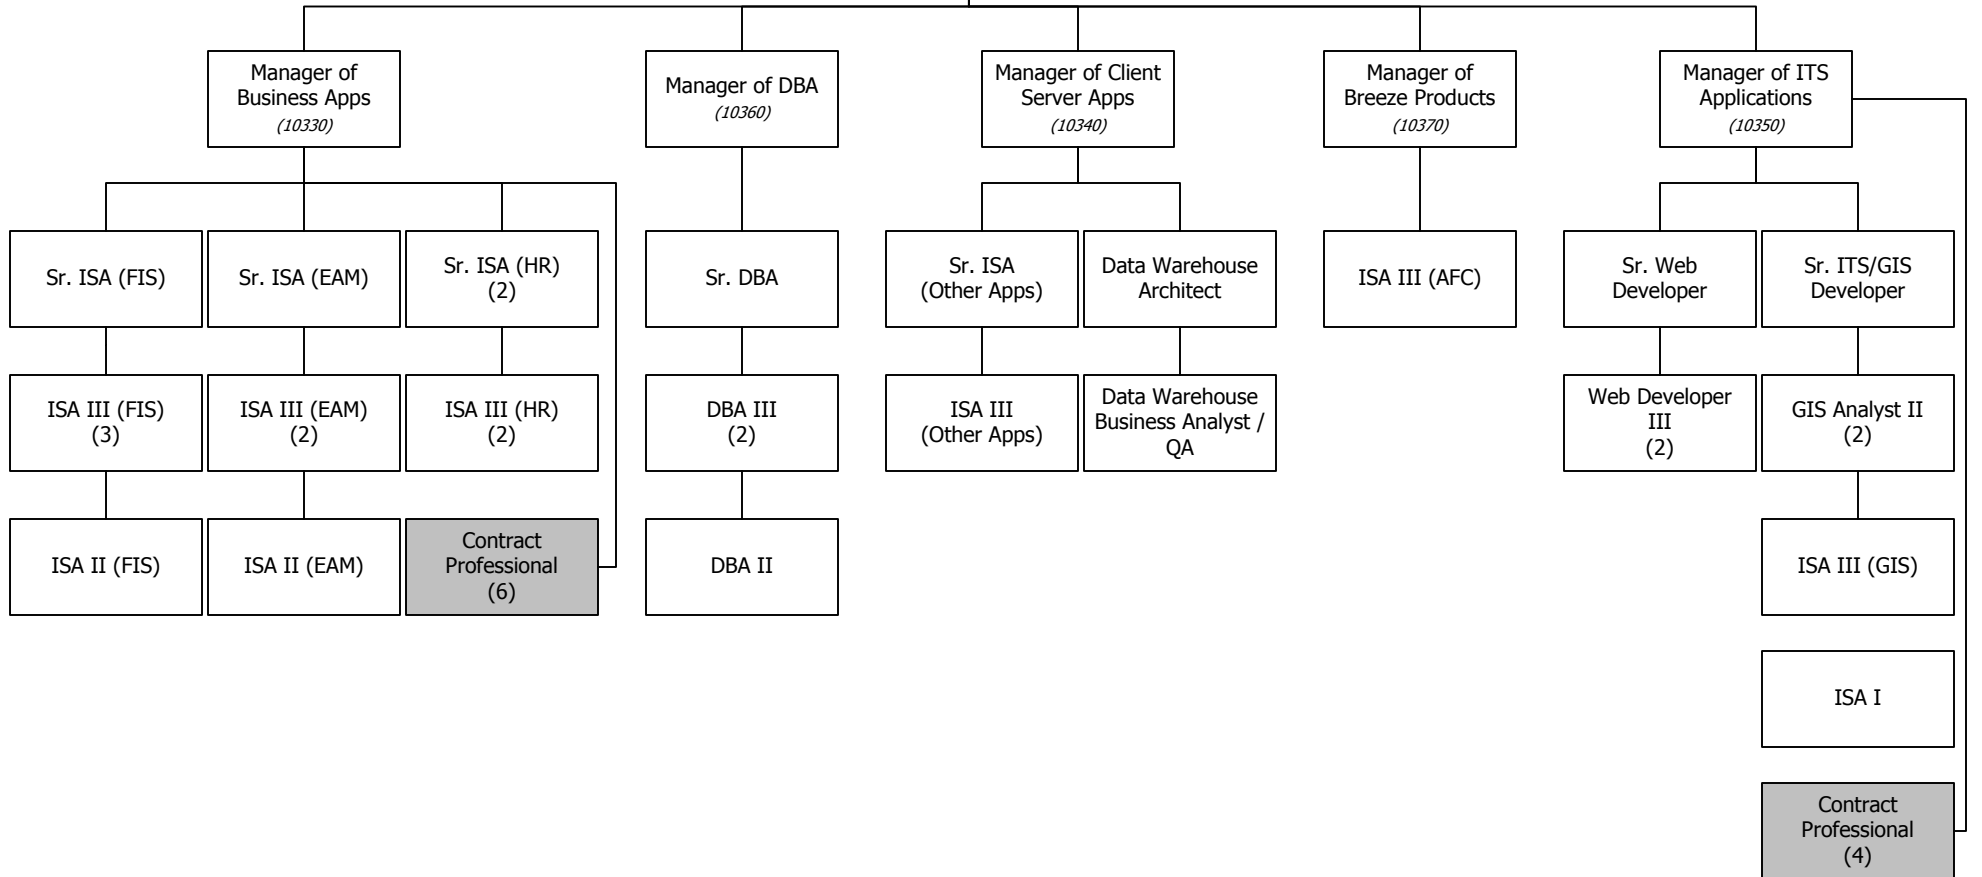 Manager of
Business Apps
(10330)
Manager of DBA
(10360)
Manager of Client
Server Apps
(10340)
Manager of
Breeze Products
(10370)
Manager of ITS
Applications
(10350)
Sr. ISA (FIS)
Sr. ISA (EAM)
Sr. ISA (HR)
(2)
Sr. DBA
Sr. ISA
(Other Apps)
Data Warehouse
Architect
ISA III (AFC)
Sr. Web
Developer
Sr. ITS/GIS
Developer
ISA III (FIS)
(3)
ISA III (EAM)
(2)
ISA III (HR)
(2)
DBA III
(2)
ISA III
(Other Apps)
Data Warehouse
Business Analyst /
QA
Web Developer
III
(2)
GIS Analyst II
(2)
ISA II (FIS)
ISA II (EAM)
Contract
Professional
(6)
DBA II
ISA III (GIS)
ISA I
Contract
Professional
(4)